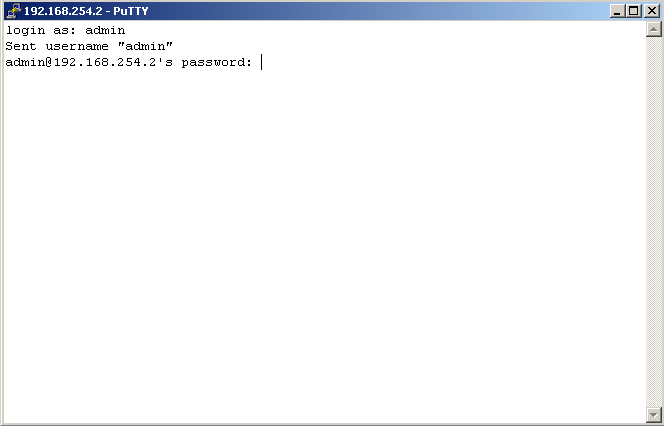 192.168.254.2 - PuTTY
login as: admin
Sent username "admin"
admin@192.168.254.2's password: